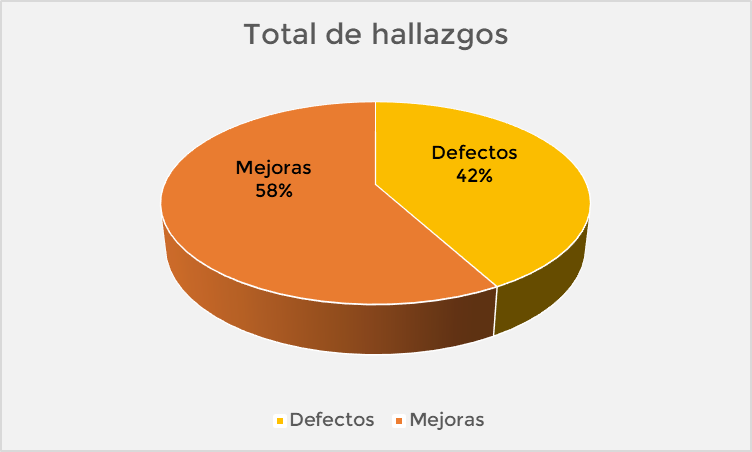 Total de hallazgos
Defectos
42%
Mejoras
58%
Defectos
Mejoras